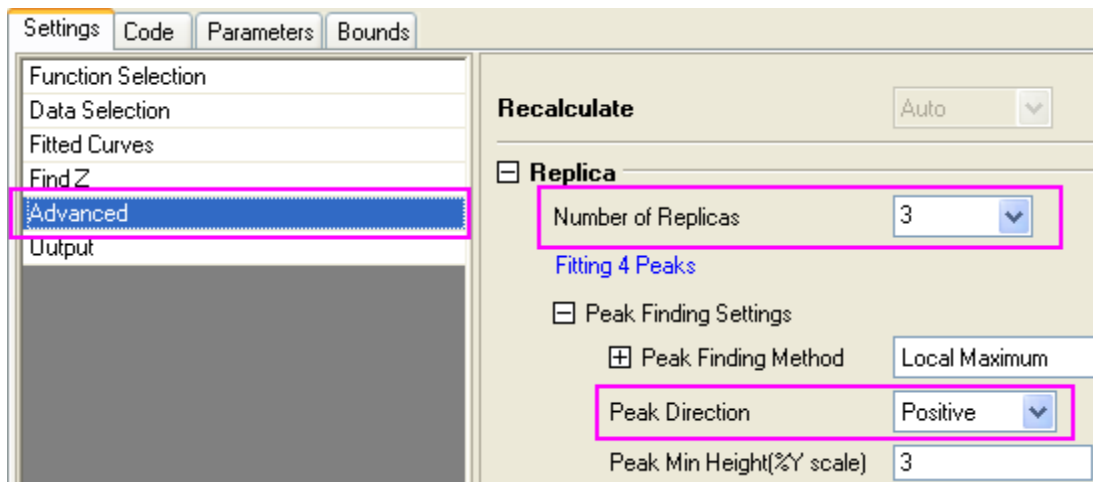 Settings Code Parameters Bounds
Function Selection
Data Selection
Fitted Curves
Find Z
Advanced
Output
Recalculate Auto
Replica
Number of Replicas 3
Fitting 4 Peaks
Peak Finding Settings
Peak Finding Method Local Maximum
Peak Direction Positive
Peak Min Height(%Y scale) 3